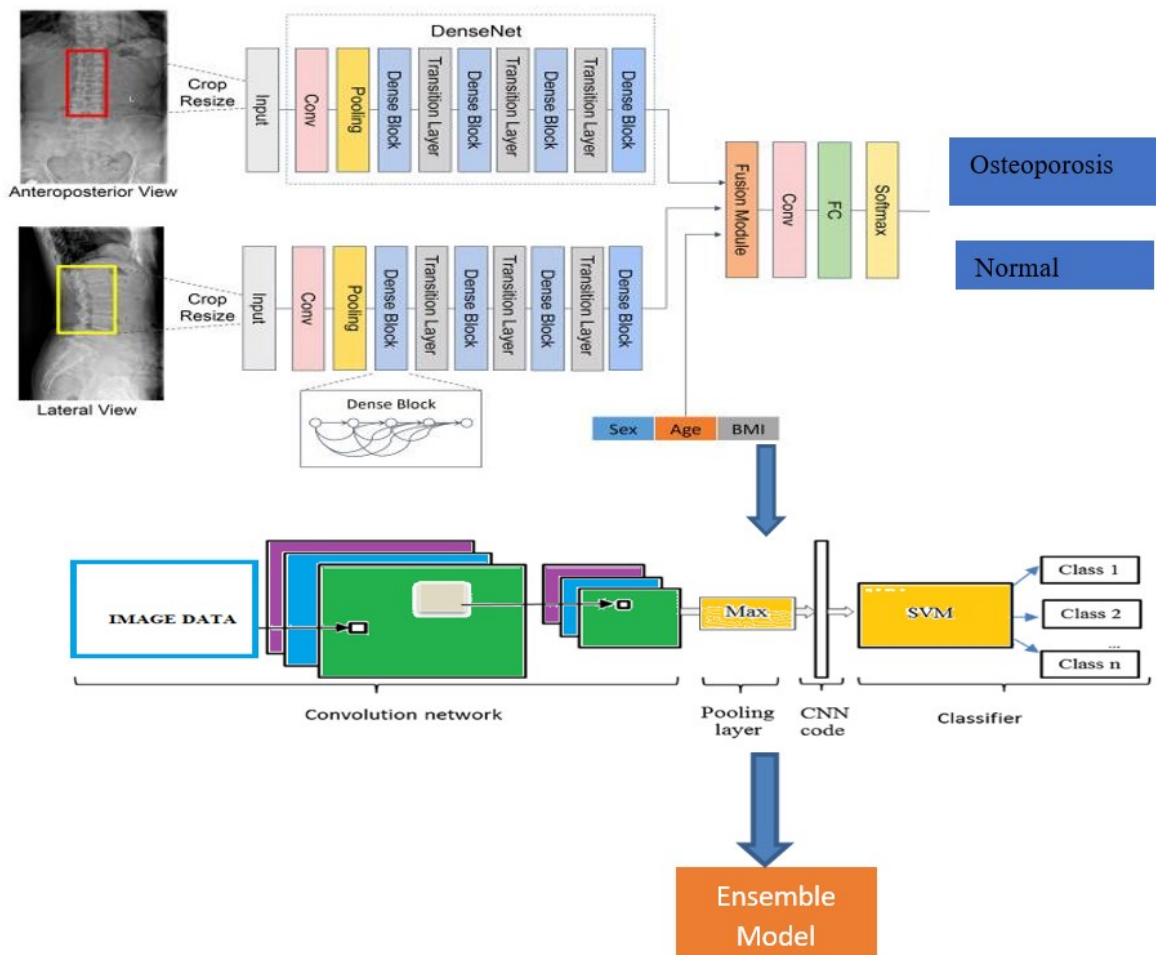 DenseNet
Crop
Resize
Input
Conv
Pooling
Dense Block
Transition Layer
Dense Block
Transition Layer
Dense Block
Transition Layer
Dense Block
L
Anteroposterior View
Fusion Module
Conv
FC
Softmax
Osteoporosis
Normal
Crop
Resize
Input
Conv
Pooling
Dense Block
Transition Layer
Dense Block
Transition Layer
Dense Block
Transition Layer
Dense Block
Lateral View
Dense Block
Sex Age BMI
IMAGE DATA
Max
SVM
Class 1
Class 2
...
Class n
Convolution network
Pooling
layer
CNN
code
Classifier
Ensemble
Model